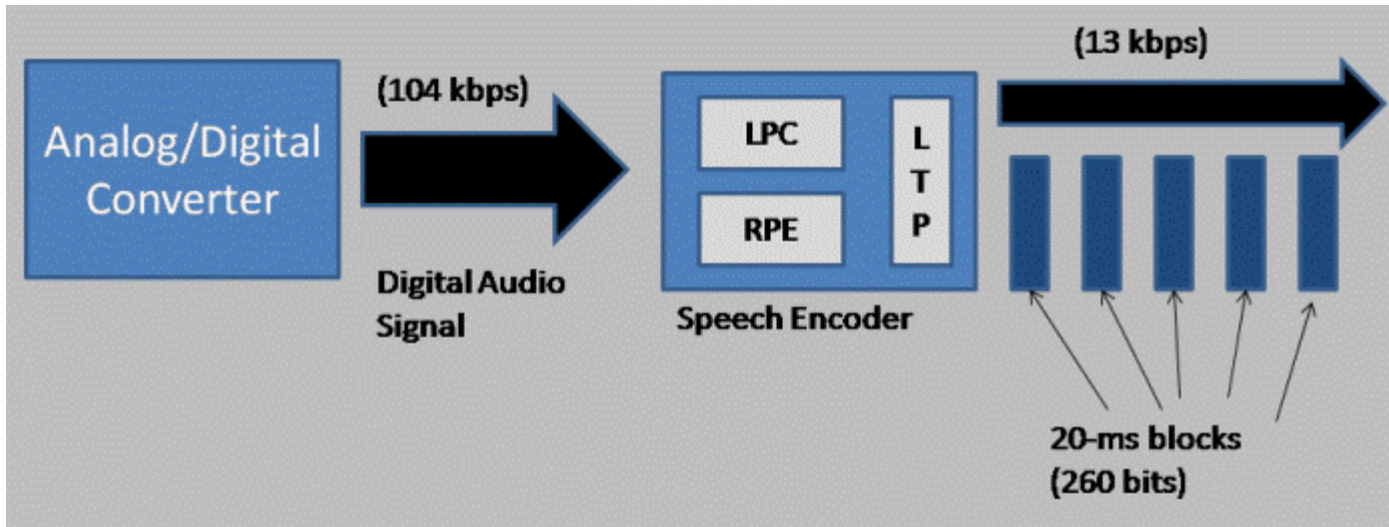 Analog/Digital
Converter
(104 kbps)
Digital Audio
Signal
LPC
RPE
L
T
P
Speech Encoder
(13 kbps)
20-ms blocks
(260 bits)